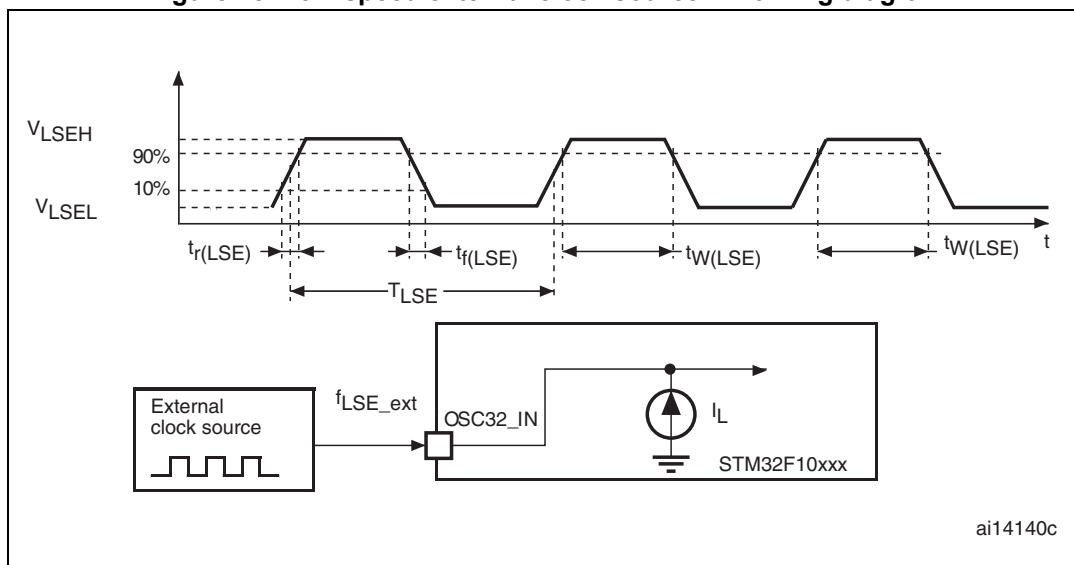 V_LSEH
90%
10%
V_LSEL
t_r(LSE)
t_f(LSE)
t_W(LSE)
t_W(LSE)
t
T_LSE
External
clock source
f_LSE_ext
OSC32_IN
I_L
STM32F10xxx
ai14140c